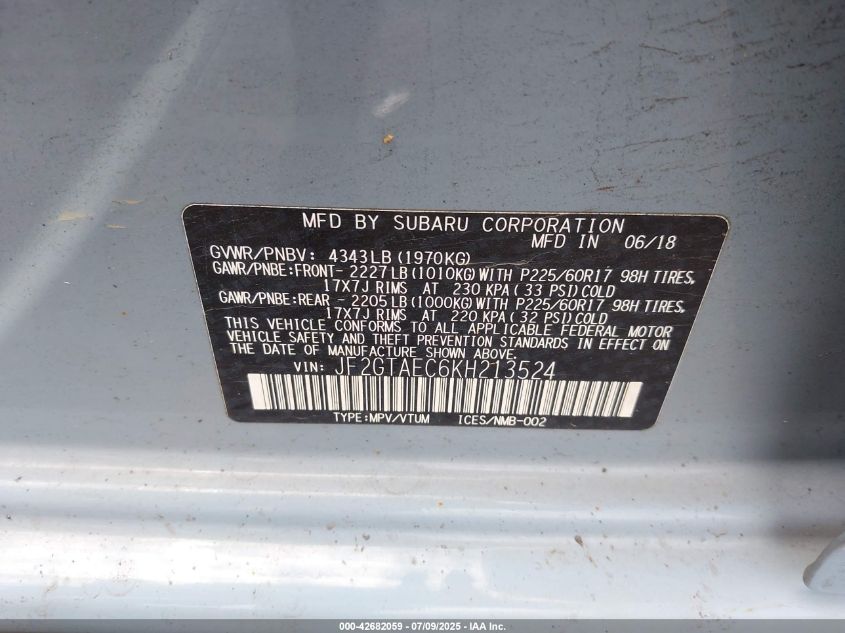 MFD BY SUBARU CORPORATION
MFD IN 06/18
GVWR/PNBV: 4343LB (1970KG)
GAWR/PNBE:FRONT- 2227LB (1010KG) WITH P225/60R17 98H TIRES,
17X7J RIMS AT 230 KPA (33 PSI) COLD
GAWR/PNBE:REAR - 2205LB (1000KG) WITH P225/60R17 98H TIRES,
17X7J RIMS AT 220 KPA (32 PSI) COLD
THIS VEHICLE CONFORMS TO ALL APPLICABLE FEDERAL MOTOR
VEHICLE SAFETY AND THEFT PREVENTION STANDARDS IN EFFECT ON
THE DATE OF MANUFACTURE SHOWN ABOVE.
VIN: JF2GTAEC6KH213524
TYPE:MPV/VTUM ICES/NMB-002
000-42682059 - 07/09/2025 - IAA Inc.